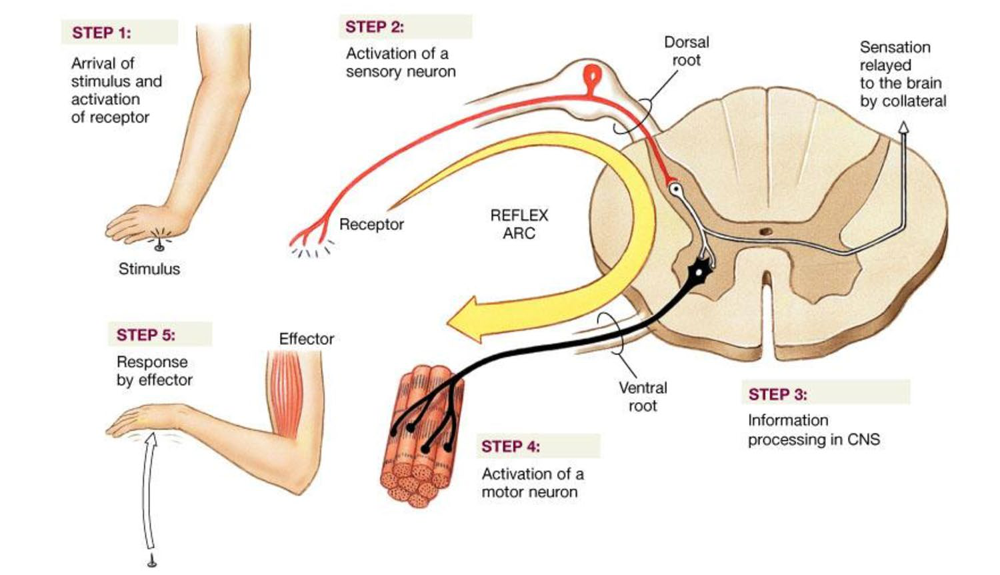 STEP 1:
Arrival of
stimulus and
activation
of receptor
Stimulus
STEP 2:
Activation of a
sensory neuron
Receptor
REFLEX
ARC
Dorsal
root
Sensation
relayed
to the brain
by collateral
STEP 3:
Information
processing in CNS
Ventral
root
STEP 4:
Activation of a
motor neuron
STEP 5:
Response
by effector
Effector